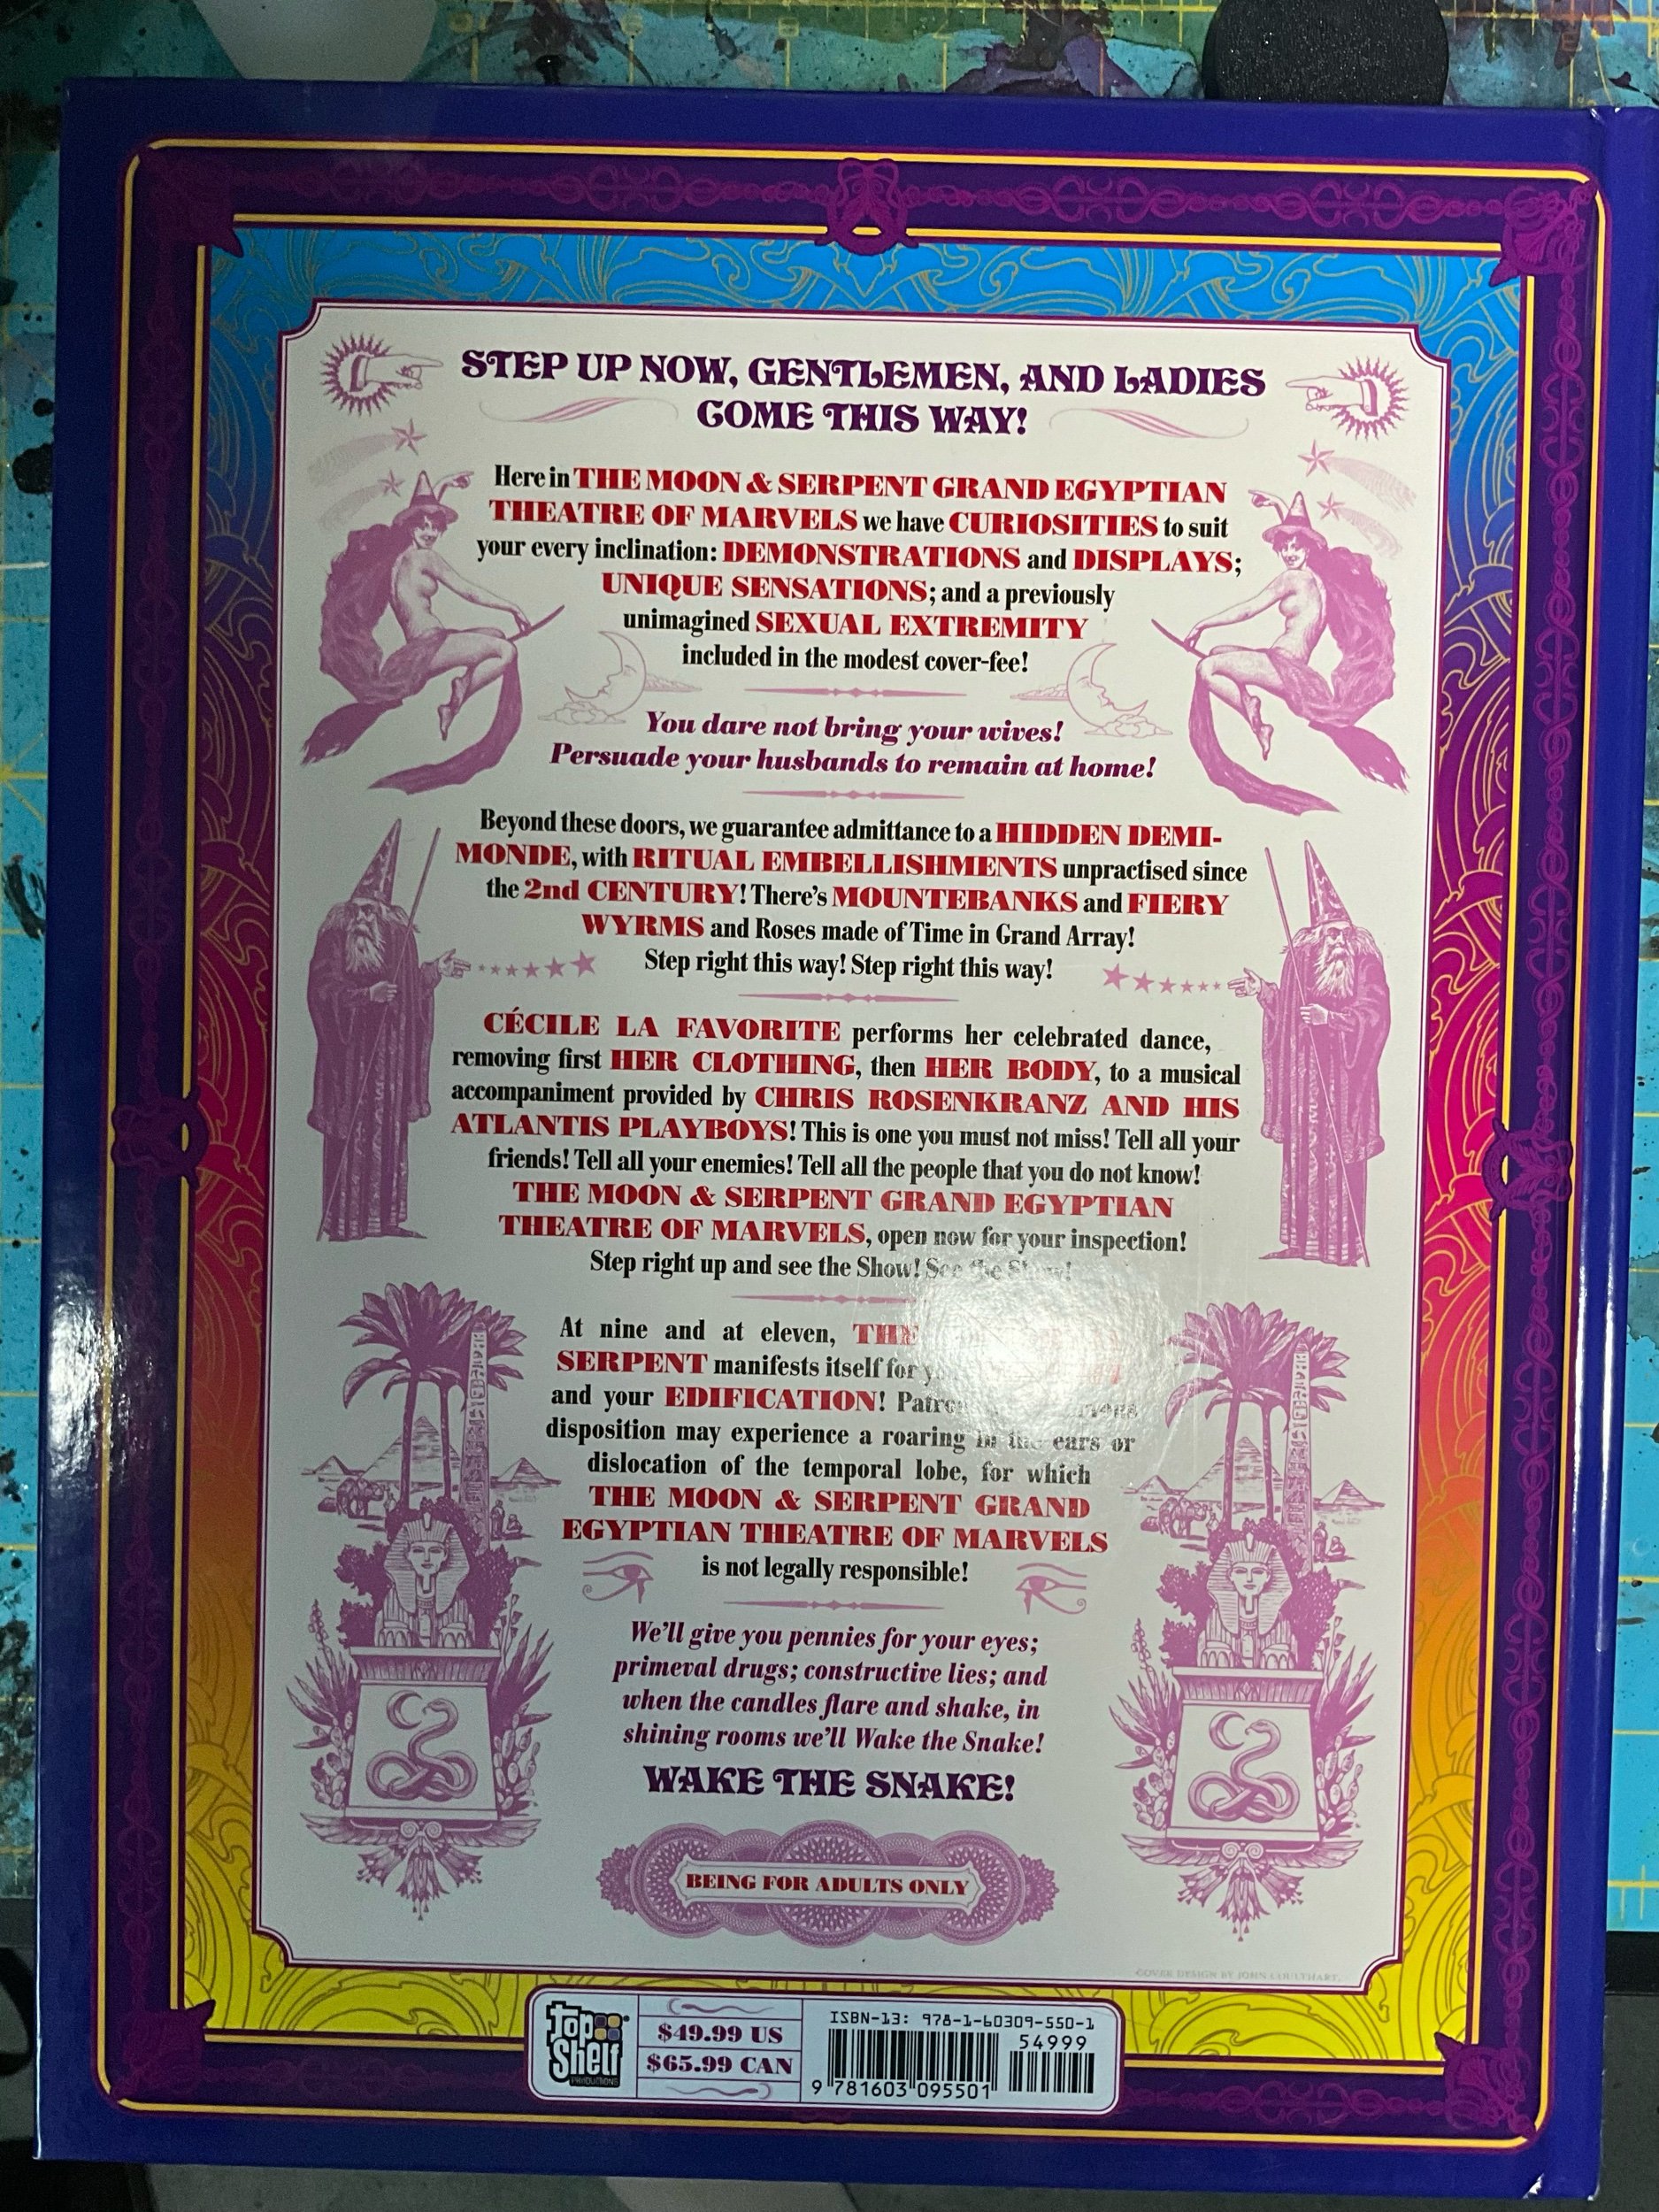 STEP UP NOW, GENTLEMEN, AND LADIES
COME THIS WAY!
Here in THE MOON & SERPENT GRAND EGYPTIAN
THEATRE OF MARVELS we have CURIOSITIES to suit
your every inclination: DEMONSTRATIONS and DISPLAYS;
UNIQUE SENSATIONS; and a previously
unimagined SEXUAL EXTREMITY
included in the modest cover-fee!
You dare not bring your wives!
Persuade your husbands to remain at home!
Beyond these doors, we guarantee admittance to a HIDDEN DEMI-
MONDE, with RITUAL EMBELLISHMENTS unpractised since
the 2nd CENTURY! There's MOUNTEBANKS and FIERY
WYRMS and Roses made of Time in Grand Array!
Step right this way! Step right this way!
CÉCILE LA FAVORITE performs her celebrated dance,
removing first HER CLOTHING, then HER BODY, to a musical
accompaniment provided by CHRIS ROSENKRANZ AND HIS
ATLANTIS PLAYBOYS! This is one you must not miss! Tell all your
friends! Tell all your enemies! Tell all the people that you do not know!
THE MOON & SERPENT GRAND EGYPTIAN
THEATRE OF MARVELS, open now for your inspection!
Step right up and see the Show! See the Show!
At nine and at eleven, THE
SERPENT manifests itself for
and your EDIFICATION!
disposition may experience a roaring in the ears or
dislocation of the temporal lobe, for which
THE MOON & SERPENT GRAND
EGYPTIAN THEATRE OF MARVELS
is not legally responsible!
We'll give you pennies for your eyes;
primeval drugs; constructive lies; and
when the candles flare and shake, in
shining rooms we'll Wake the Snake!
WAKE THE SNAKE!
BEING FOR ADULTS ONLY
COVER DESIGN BY JOHN COULTHART.
Top Shelf
PRODUCTIONS
$49.99 US
$65.99 CAN
ISBN-13: 978-1-60309-550-1
54999
9 781603 095501